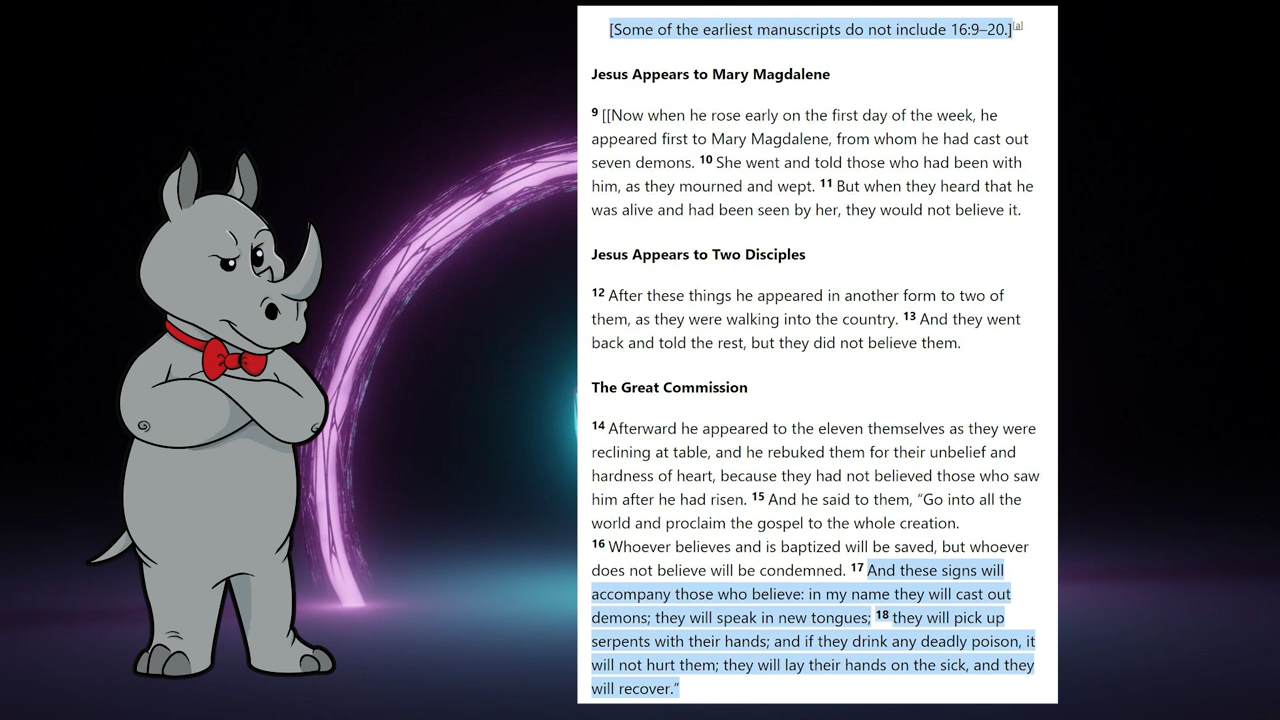 [Some of the earliest manuscripts do not include 16:9–20.][a]
Jesus Appears to Mary Magdalene
9 [[Now when he rose early on the first day of the week, he
appeared first to Mary Magdalene, from whom he had cast out
seven demons. 10 She went and told those who had been with
him, as they mourned and wept. 11 But when they heard that he
was alive and had been seen by her, they would not believe it.
Jesus Appears to Two Disciples
12 After these things he appeared in another form to two of
them, as they were walking into the country. 13 And they went
back and told the rest, but they did not believe them.
The Great Commission
14 Afterward he appeared to the eleven themselves as they were
reclining at table, and he rebuked them for their unbelief and
hardness of heart, because they had not believed those who saw
him after he had risen. 15 And he said to them, “Go into all the
world and proclaim the gospel to the whole creation.
16 Whoever believes and is baptized will be saved, but whoever
does not believe will be condemned. 17 And these signs will
accompany those who believe: in my name they will cast out
demons; they will speak in new tongues; 18 they will pick up
serpents with their hands; and if they drink any deadly poison, it
will not hurt them; they will lay their hands on the sick, and they
will recover.”